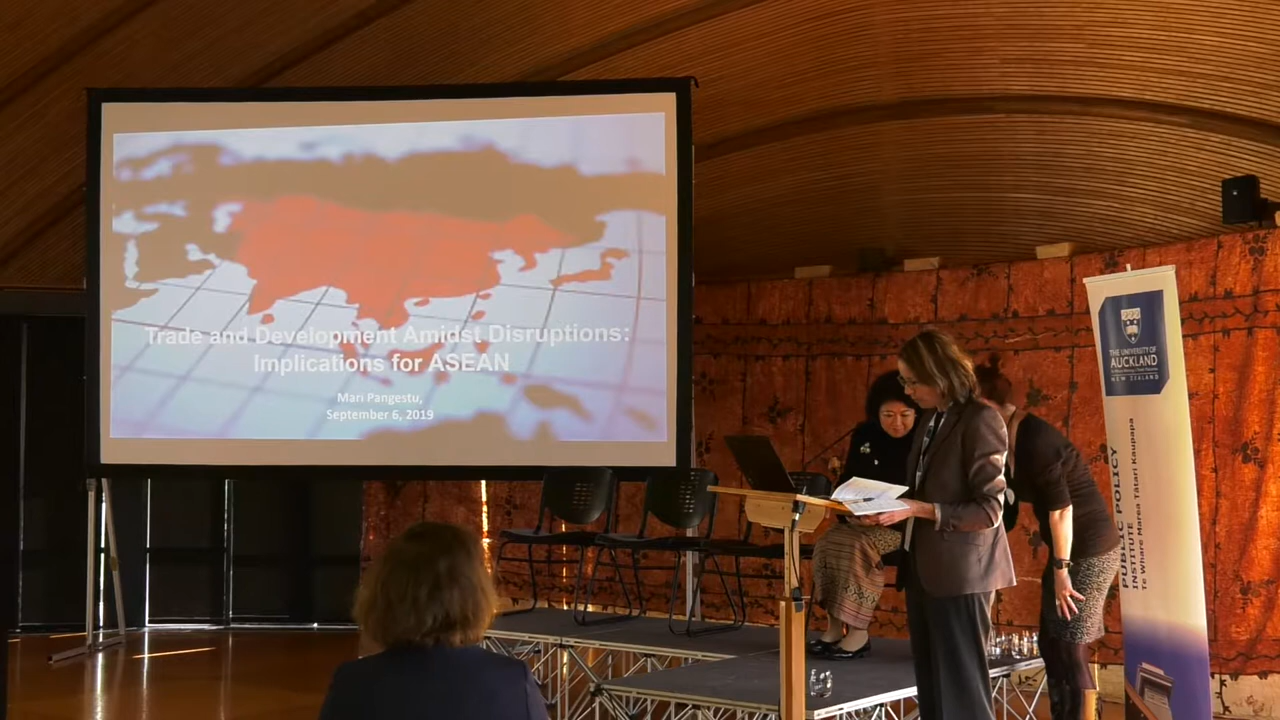 Trade and Development Amidst Disruptions:
Implications for ASEAN
Mari Pangestu,
September 6, 2019
THE UNIVERSITY OF
AUCKLAND
NEW ZEALAND
PUBLIC POLICY
INSTITUTE
Te Whare Marea Tātari Kaupapa